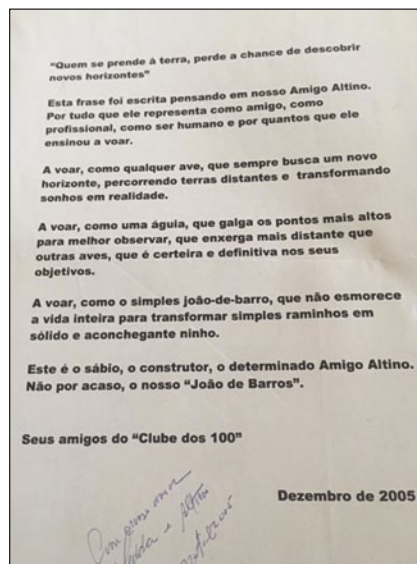 “Quem se prende á terra, perde a chance de descobrir
novos horizontes”
Esta frase foi escrita pensando em nosso Amigo Altino.
Por tudo que ele representa como amigo, como
profissional, como ser humano e por quantos que ele
ensinou a voar.
A voar, como qualquer ave, que sempre busca um novo
horizonte, percorrendo terras distantes e transformando
sonhos em realidade.
A voar, como uma águia, que galga os pontos mais altos
para melhor observar, que enxerga mais distante que
outras aves, que é certeira e definitiva nos seus
objetivos.
A voar, como o simples joão-de-barro, que não esmorece
a vida inteira para transformar simples raminhos em
sólido e aconchegante ninho.
Este é o sábio, o construtor, o determinado Amigo Altino.
Não por acaso, o nosso “João de Barros”.
Seus amigos do “Clube dos 100”
Dezembro de 2005